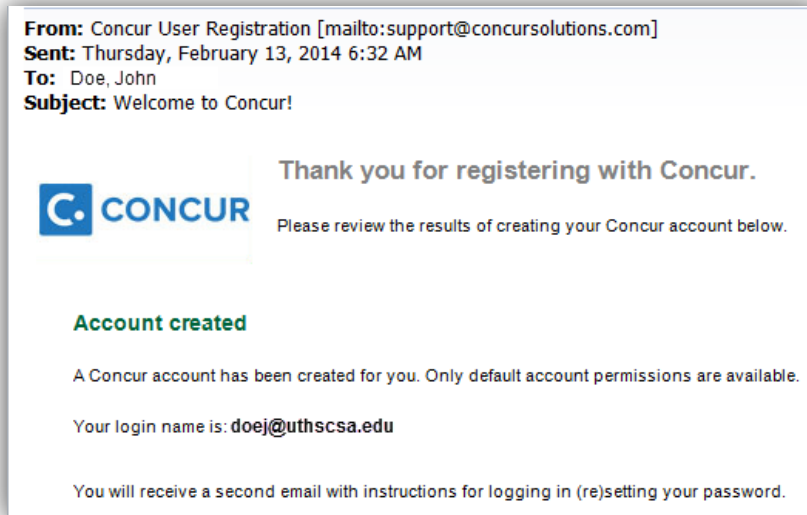 From: Concur User Registration [mailto:support@concursolutions.com]
Sent: Thursday, February 13, 2014 6:32 AM
To: Doe, John
Subject: Welcome to Concur!
Thank you for registering with Concur.
C. CONCUR
Please review the results of creating your Concur account below.
Account created
A Concur account has been created for you. Only default account permissions are available.
Your login name is: doej@uthscsa.edu
You will receive a second email with instructions for logging in (re)setting your password.